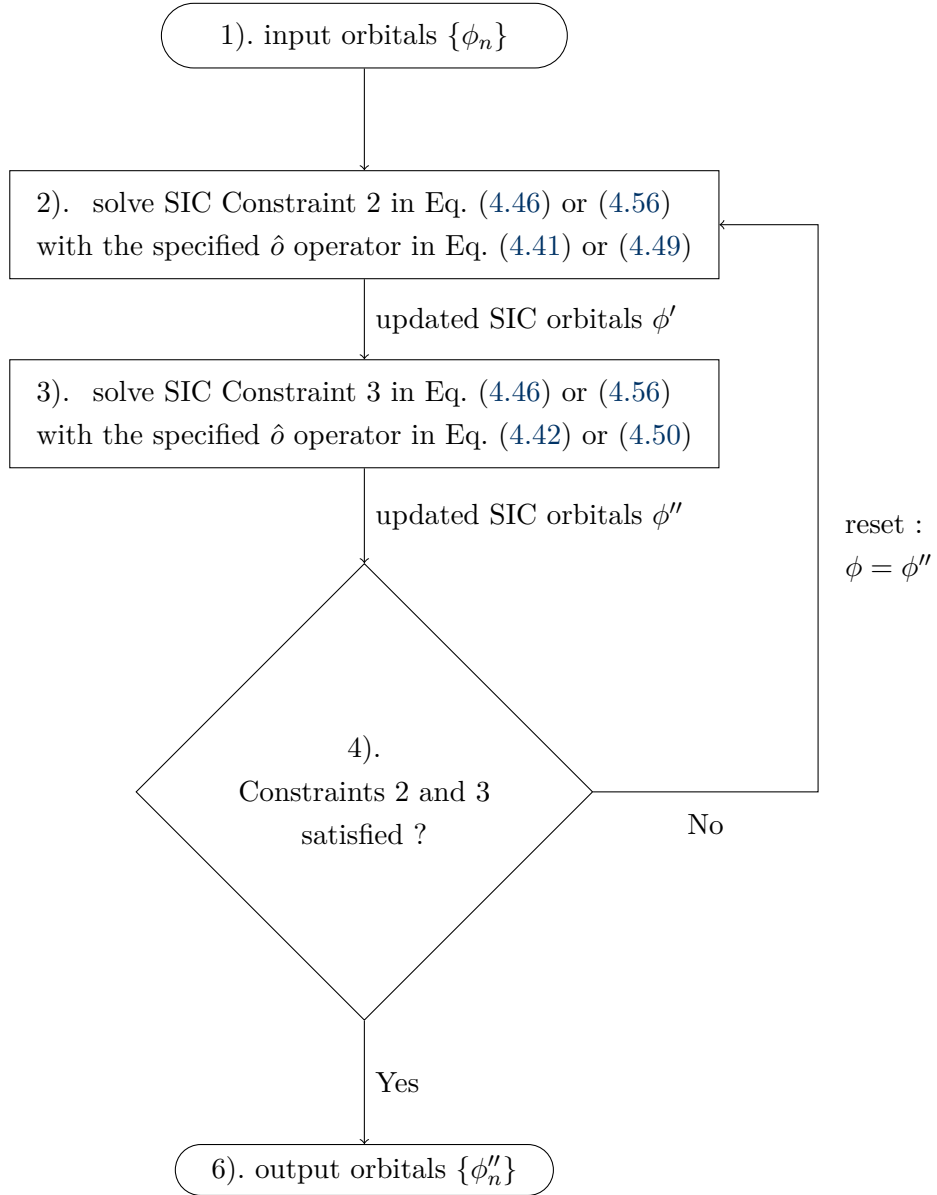 1). input orbitals {ϕₙ}
2). solve SIC Constraint 2 in Eq. (4.46) or (4.56)
with the specified ô operator in Eq. (4.41) or (4.49)
updated SIC orbitals ϕ′
3). solve SIC Constraint 3 in Eq. (4.46) or (4.56)
with the specified ô operator in Eq. (4.42) or (4.50)
updated SIC orbitals ϕ′′
reset :
ϕ = ϕ′′
4).
Constraints 2 and 3
satisfied ?
No
Yes
6). output orbitals {ϕ′′ₙ}